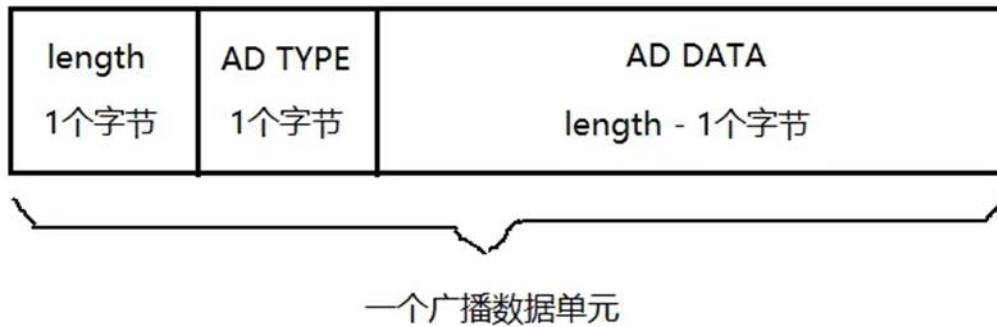 length
1个字节
AD TYPE
1个字节
AD DATA
length - 1个字节
一个广播数据单元